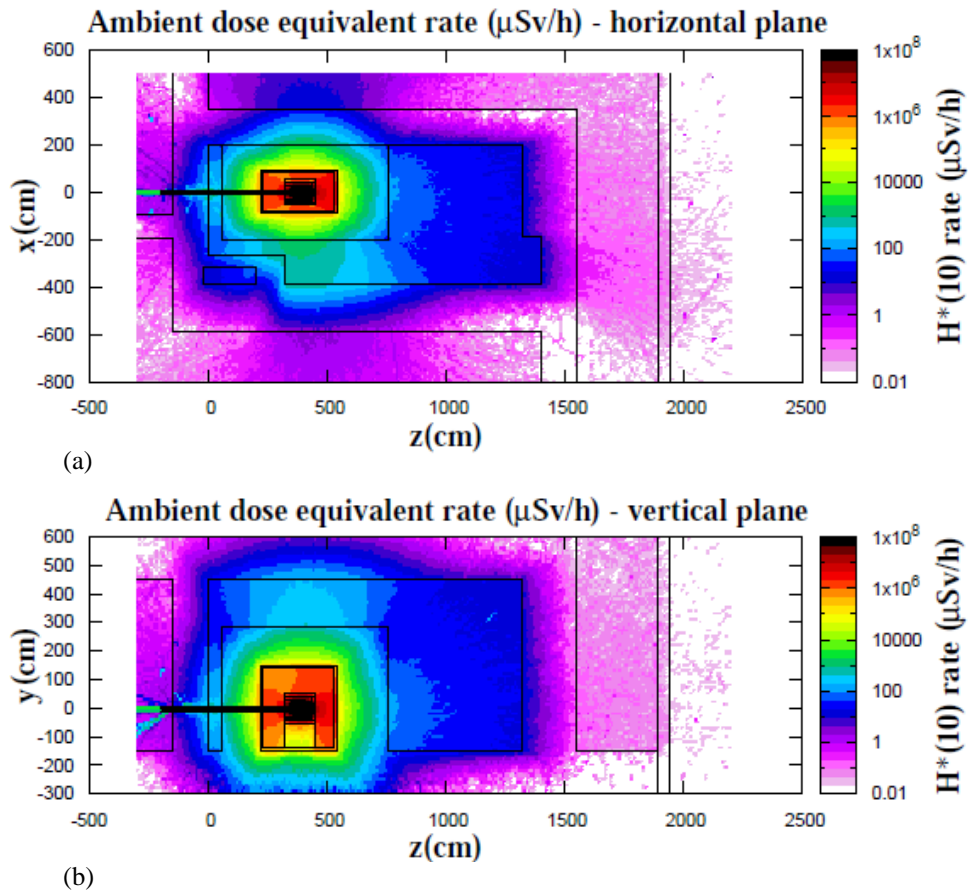 Ambient dose equivalent rate (μSv/h) - horizontal plane
600
400
200
0
-200
-400
-600
-800
x(cm)
-500
0
500
1000
1500
2000
2500
z(cm)
1x10^8
1x10^6
10000
100
1
0.01
H*(10) rate (μSv/h)
(a)
Ambient dose equivalent rate (μSv/h) - vertical plane
600
500
400
300
200
100
0
-100
-200
-300
y(cm)
-500
0
500
1000
1500
2000
2500
z(cm)
1x10^8
1x10^6
10000
100
1
0.01
H*(10) rate (μSv/h)
(b)